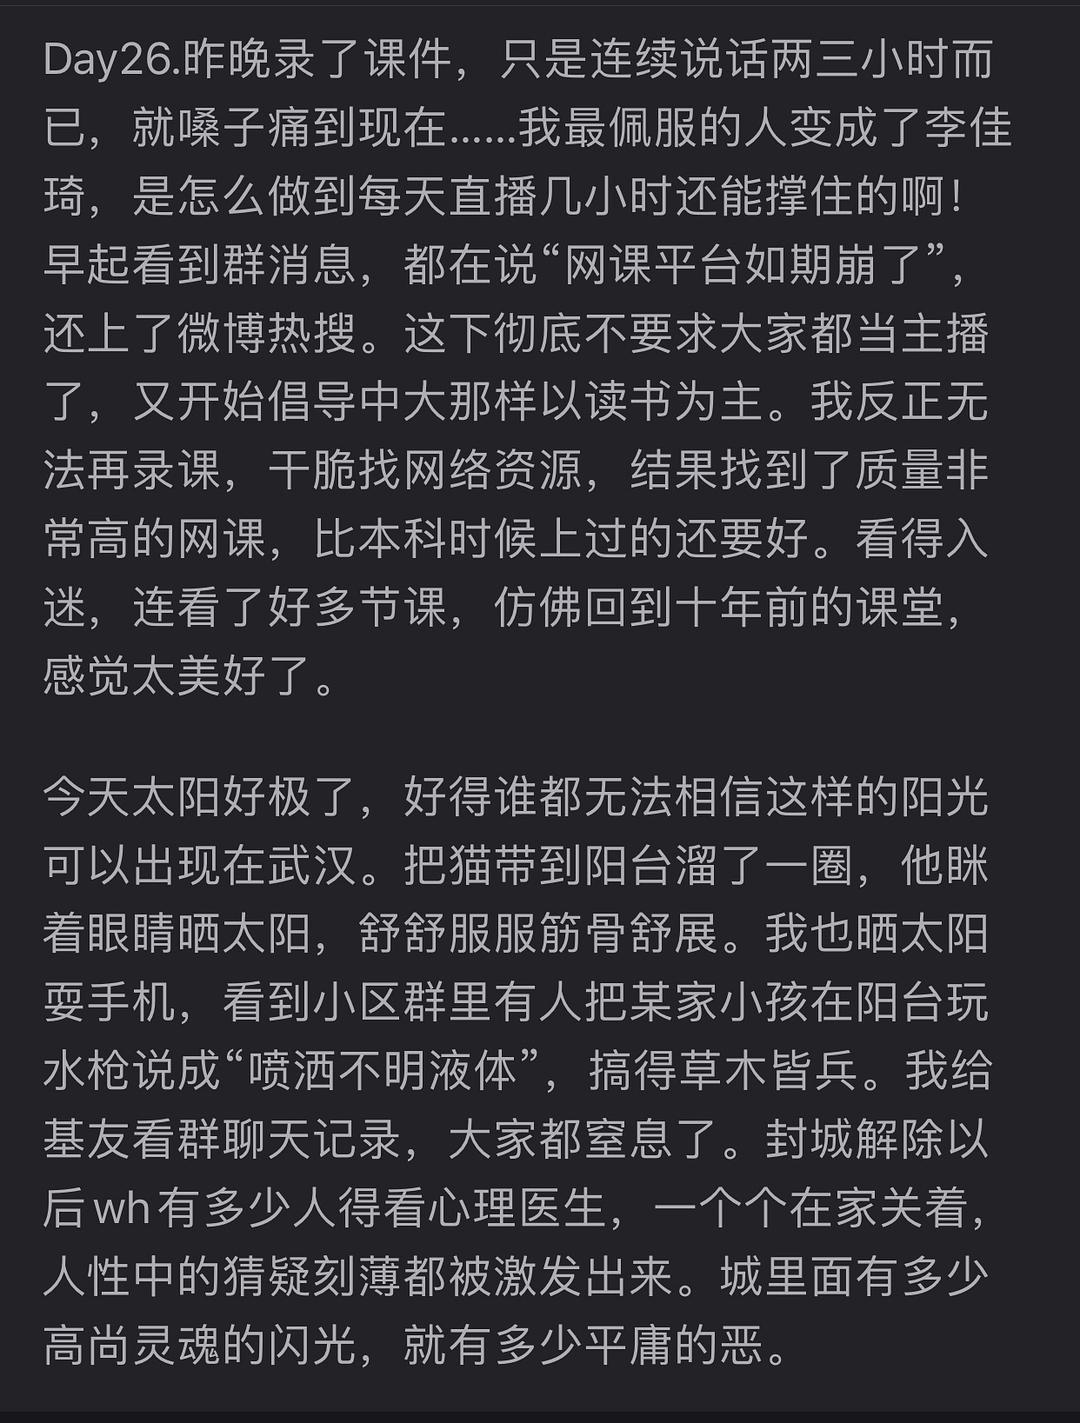 Day26.昨晚录了课件，只是连续说话两三小时而
已，就嗓子痛到现在……我最佩服的人变成了李佳
琦，是怎么做到每天直播几小时还能撑住的啊！
早起看到群消息，都在说“网课平台如期崩了”，
还上了微博热搜。这下彻底不要求大家都当主播
了，又开始倡导中大那样以读书为主。我反正无
法再录课，干脆找网络资源，结果找到了质量非
常高的网课，比本科时候上过的还要好。看得入
迷，连看了好多节课，仿佛回到十年前的课堂，
感觉太美好了。
今天太阳好极了，好得谁都无法相信这样的阳光
可以出现在武汉。把猫带到阳台溜了一圈，他眯
着眼睛晒太阳，舒舒服服筋骨舒展。我也晒太阳
耍手机，看到小区群里有人把某家小孩在阳台玩
水枪说成“喷洒不明液体”，搞得草木皆兵。我给
基友看群聊天记录，大家都窒息了。封城解除以
后wh有多少人得看心理医生，一个个在家关着，
人性中的猜疑刻薄都被激发出来。城里面有多少
高尚灵魂的闪光，就有多少平庸的恶。